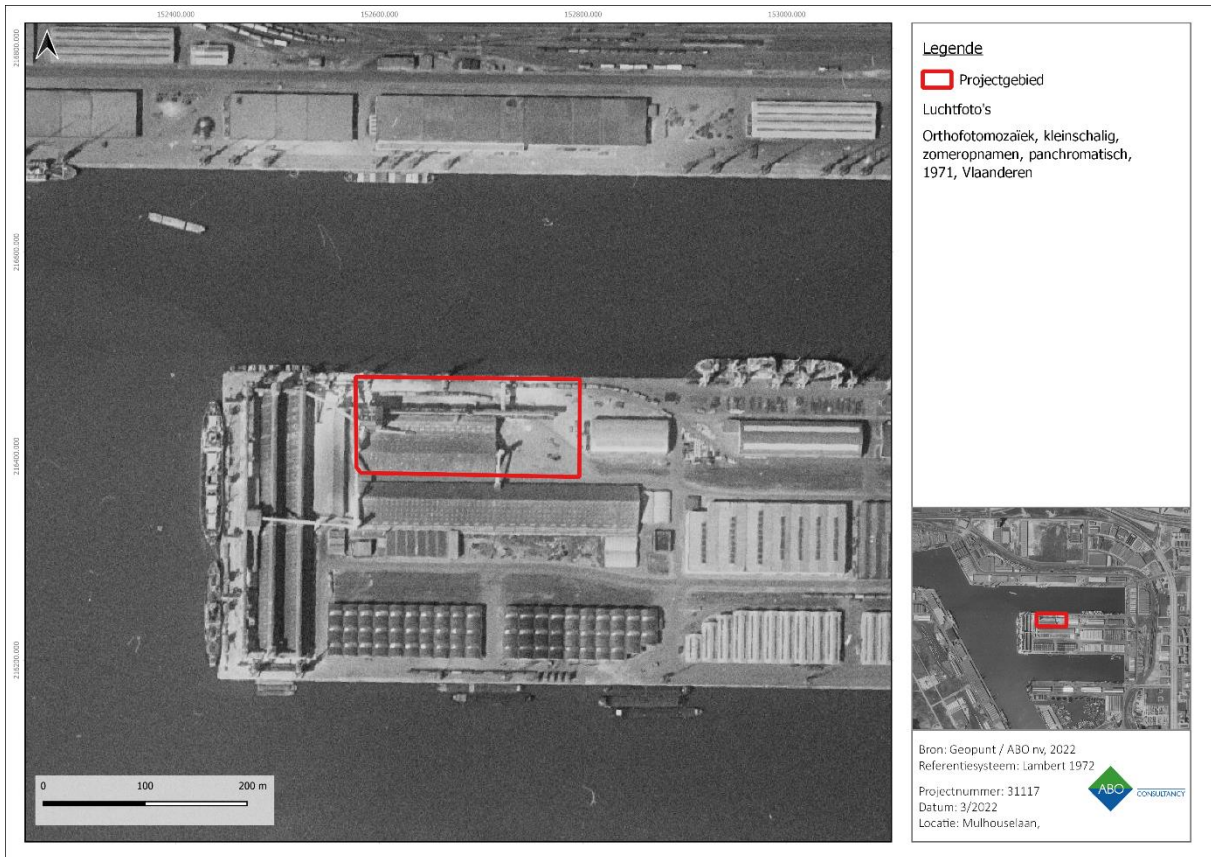 152400.000 152600.000 152800.000 153000.000
216800.000
216600.000
216400.000
216200.000
0 100 200 m
Legende
Projectgebied
Luchtfoto's
Orthofotomozaïek, kleinschalig,
zomeropnamen, panchromatisch,
1971, Vlaanderen
Bron: Geopunt / ABO nv, 2022
Referentiesysteem: Lambert 1972
Projectnummer: 31117
Datum: 3/2022
Locatie: Mulhouselaan,
ABO
CONSULTANCY